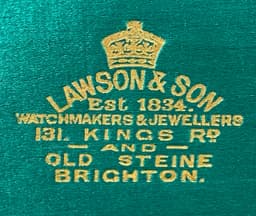 LAWSON & SON
Est 1834.
WATCHMAKERS & JEWELLERS
131, KINGS RD
— AND —
OLD STEINE
BRIGHTON.